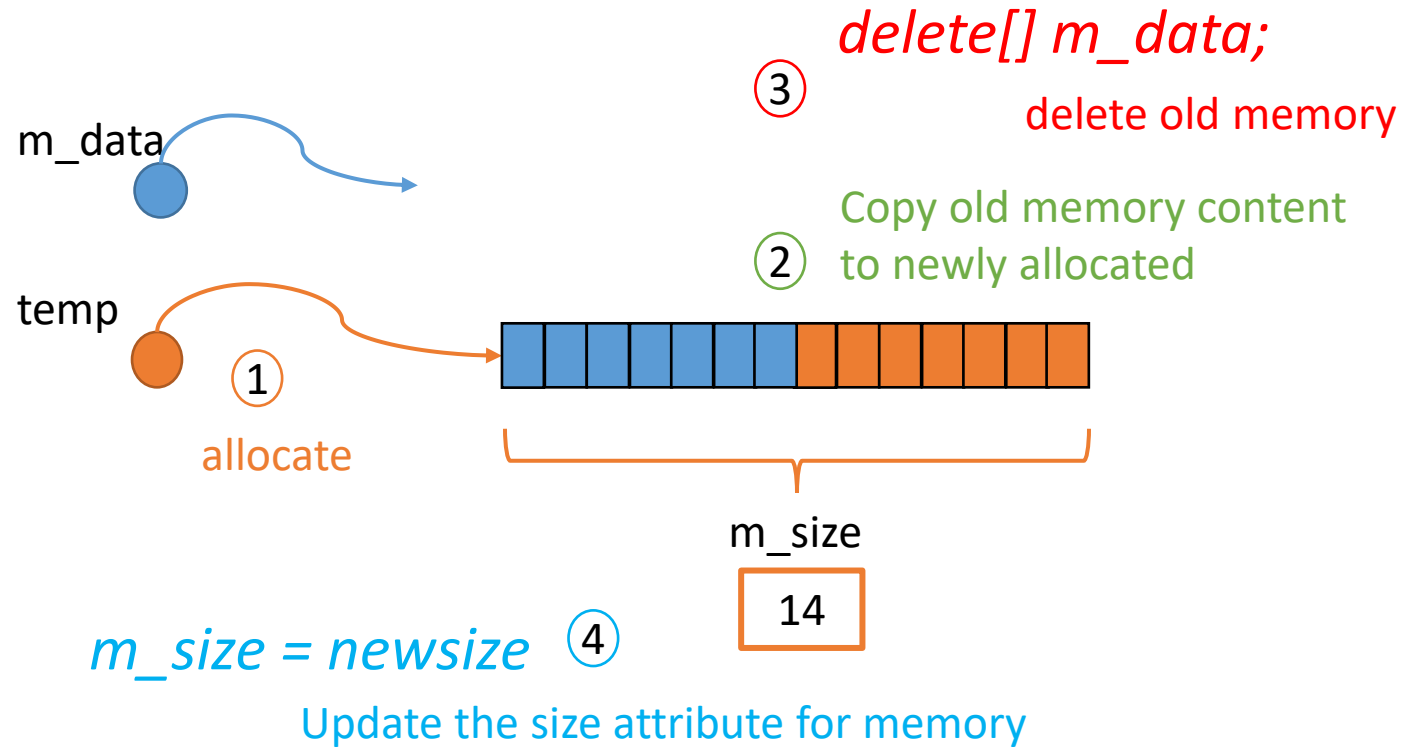 delete[] m_data;
3
delete old memory
m_data
Copy old memory content
2
to newly allocated
temp
1
allocate
m_size
14
m_size = newsize
4
Update the size attribute for memory